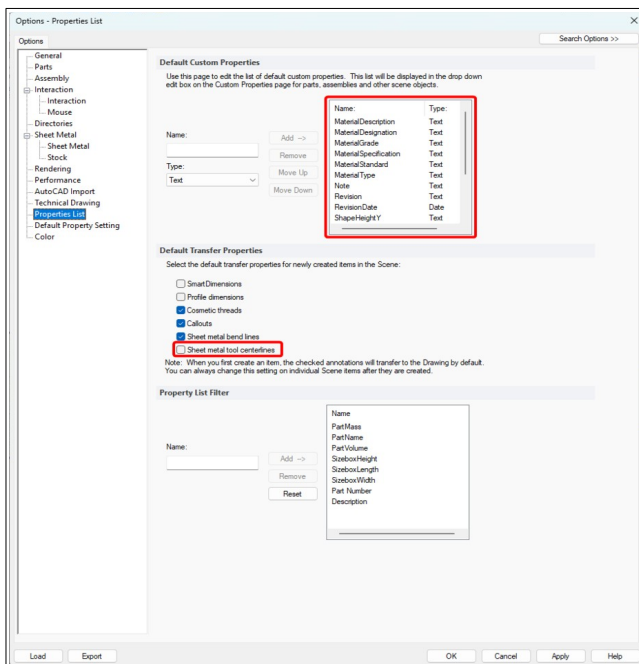 Options - Properties List
Search Options >>
Options
General
Parts
Assembly
Interaction
Interaction
Mouse
Directories
Sheet Metal
Sheet Metal
Stock
Rendering
Performance
AutoCAD Import
Technical Drawing
Properties List
Default Property Setting
Color
Default Custom Properties
Use this page to edit the list of default custom properties. This list will be displayed in the drop down
edit box on the Custom Properties page for parts, assemblies and other scene objects.
Name:
Type:
Text
Add -->
Remove
Move Up
Move Down
Name: Type:
MaterialDescription Text
MaterialDesignation Text
MaterialGrade Text
MaterialSpecification Text
MaterialStandard Text
MaterialType Text
Note Text
Revision Text
RevisionDate Date
ShapeHeightY Text
Default Transfer Properties
Select the default transfer properties for newly created items in the Scene:
SmartDimensions
Profile dimensions
Cosmetic threads
Callouts
Sheet metal bend lines
Sheet metal tool centerlines
Note: When you first create an item, the checked annotations will transfer to the Drawing by default.
You can always change this setting on individual Scene items after they are created.
Property List Filter
Name:
Add -->
Remove
Reset
Name
PartMass
PartName
PartVolume
SizeboxHeight
SizeboxLength
SizeboxWidth
Part Number
Description
Load Export OK Cancel Apply Help